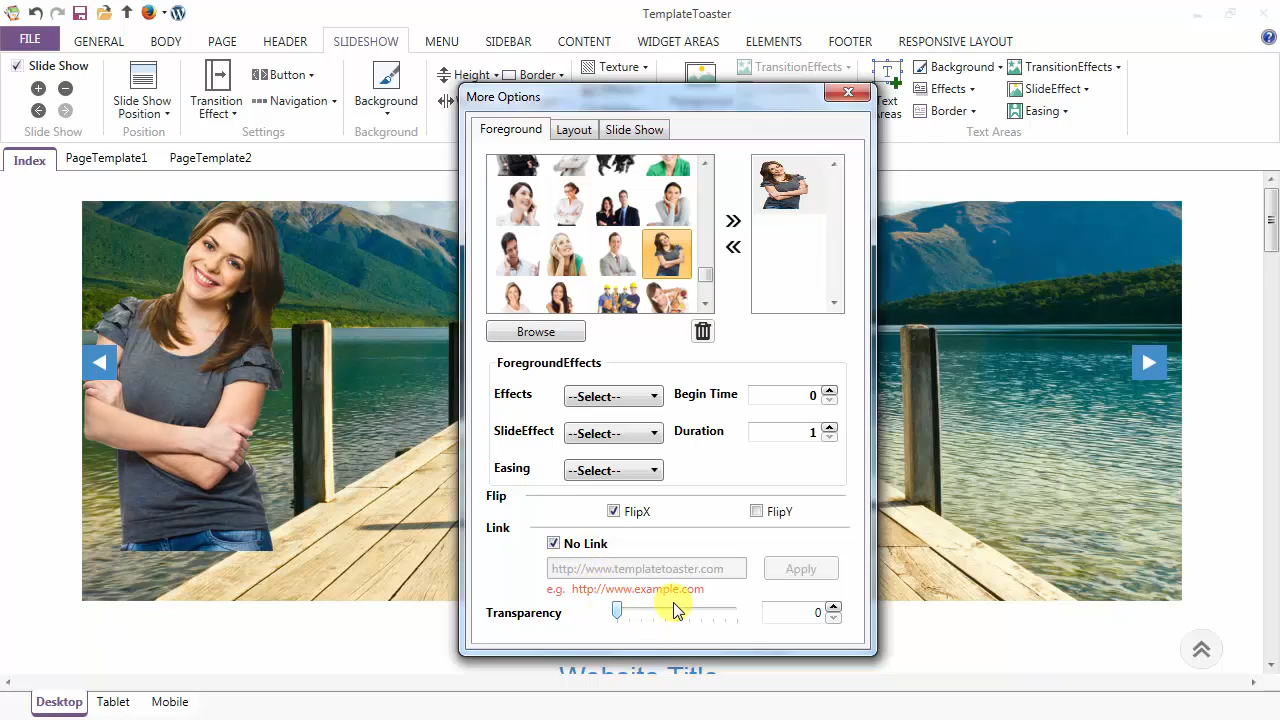 TemplateToaster
FILE GENERAL BODY PAGE HEADER SLIDESHOW MENU SIDEBAR CONTENT WIDGET AREAS ELEMENTS FOOTER RESPONSIVE LAYOUT
Slide Show
Slide Show
Slide Show Position
Position
Transition Effect
Button
Navigation
Settings
Background
Background
Height
Border
Texture
TransitionEffects
Text Areas
Background
Effects
Border
TransitionEffects
SlideEffect
Easing
Text Areas
Index PageTemplate1 PageTemplate2
More Options
Foreground Layout Slide Show
Browse
ForegroundEffects
Effects --Select-- Begin Time 0
SlideEffect --Select-- Duration 1
Easing --Select--
Flip
FlipX FlipY
Link
No Link
http://www.templatetoaster.com Apply
e.g. http://www.example.com
Transparency 0
Website Title
Desktop Tablet Mobile